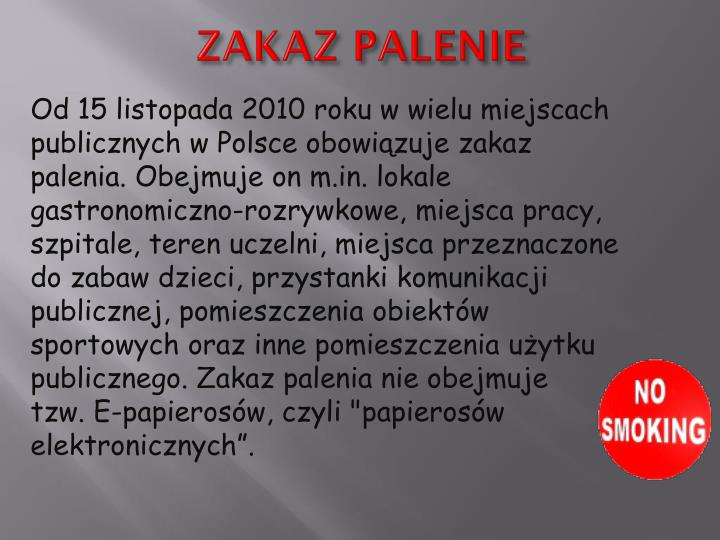 ZAKAZ PALENIE
Od 15 listopada 2010 roku w wielu miejscach
publicznych w Polsce obowiązuje zakaz
palenia. Obejmuje on m.in. lokale
gastronomiczno-rozrywkowe, miejsca pracy,
szpitale, teren uczelni, miejsca przeznaczone
do zabaw dzieci, przystanki komunikacji
publicznej, pomieszczenia obiektów
sportowych oraz inne pomieszczenia użytku
publicznego. Zakaz palenia nie obejmuje
tzw. E-papierosów, czyli "papierosów
elektronicznych”.
NO
SMOKING